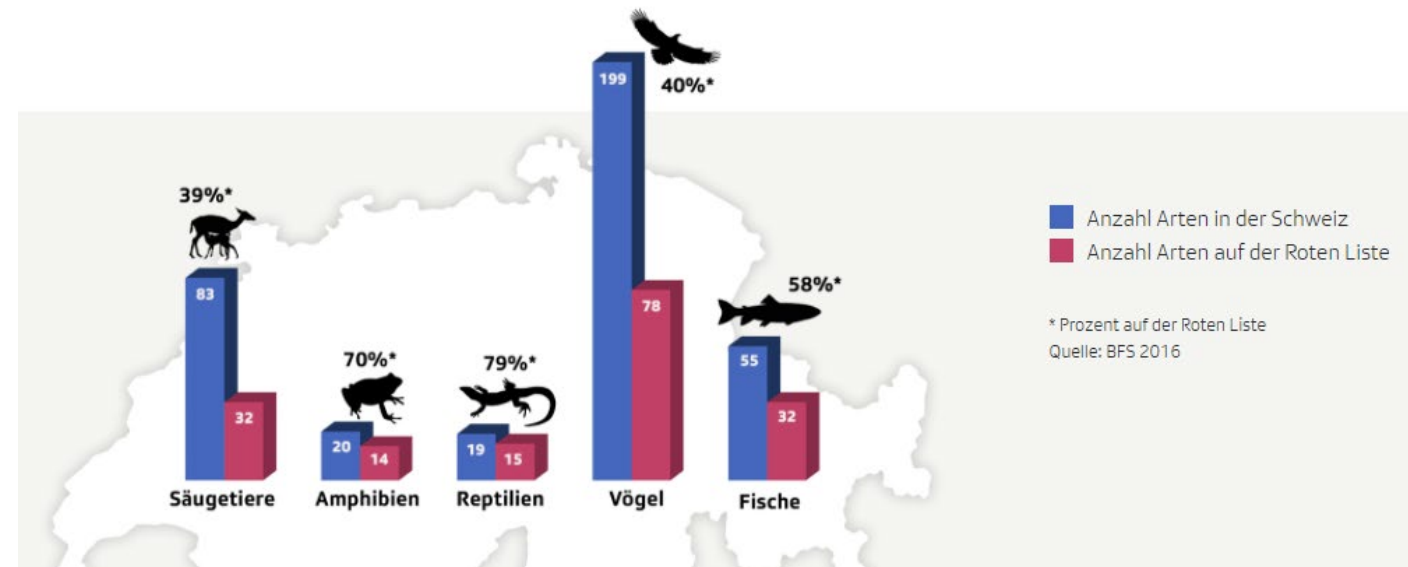 199
40%*
39%*
83
32
70%*
20
14
79%*
19
15
78
58%*
55
32
Säugetiere
Amphibien
Reptilien
Vögel
Fische
Anzahl Arten in der Schweiz
Anzahl Arten auf der Roten Liste
* Prozent auf der Roten Liste
Quelle: BFS 2016